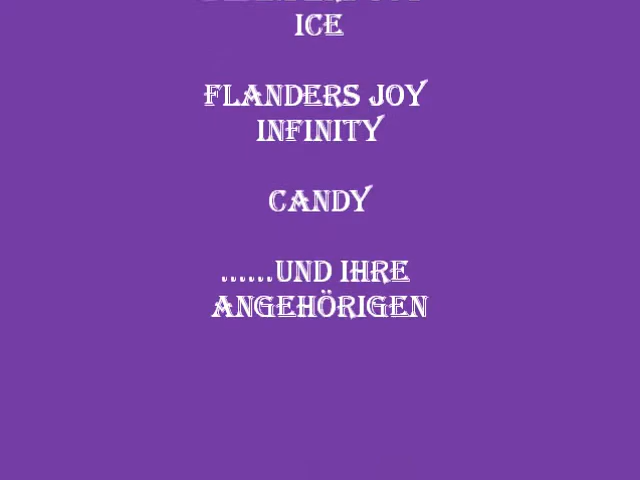 ICE
FLANDERS JOY
INFINITY
CANDY
......UND IHRE
ANGEHÖRIGEN